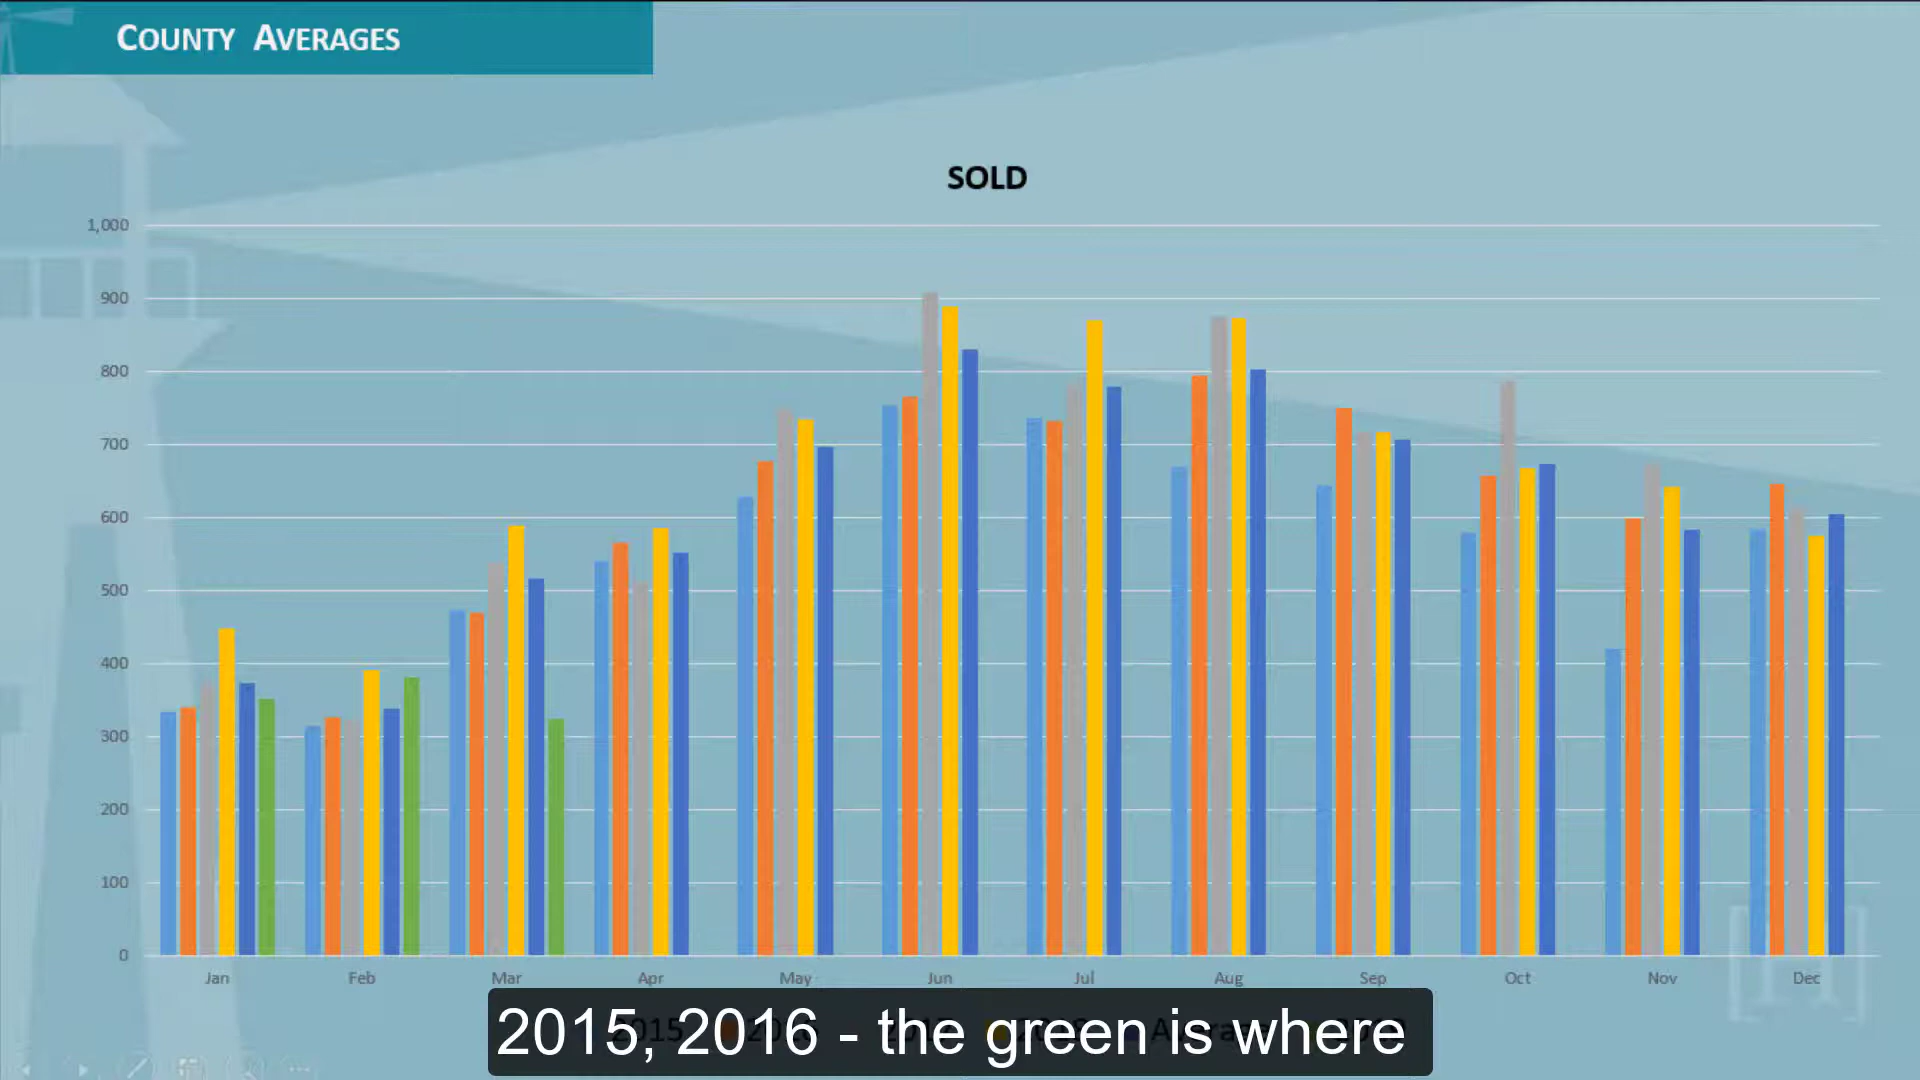 COUNTY AVERAGES
SOLD
1,000
900
800
700
600
500
400
300
200
100
0
Jan Feb Mar Apr May Jun Jul Aug Sep Oct Nov Dec
2015, 2016 - the green is where